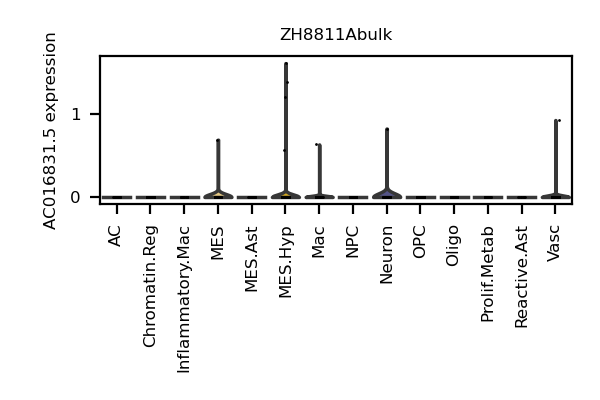 ZH8811Abulk
AC016831.5 expression
1
0
AC
Chromatin.Reg
Inflammatory.Mac
MES
MES.Ast
MES.Hyp
Mac
NPC
Neuron
OPC
Oligo
Prolif.Metab
Reactive.Ast
Vasc